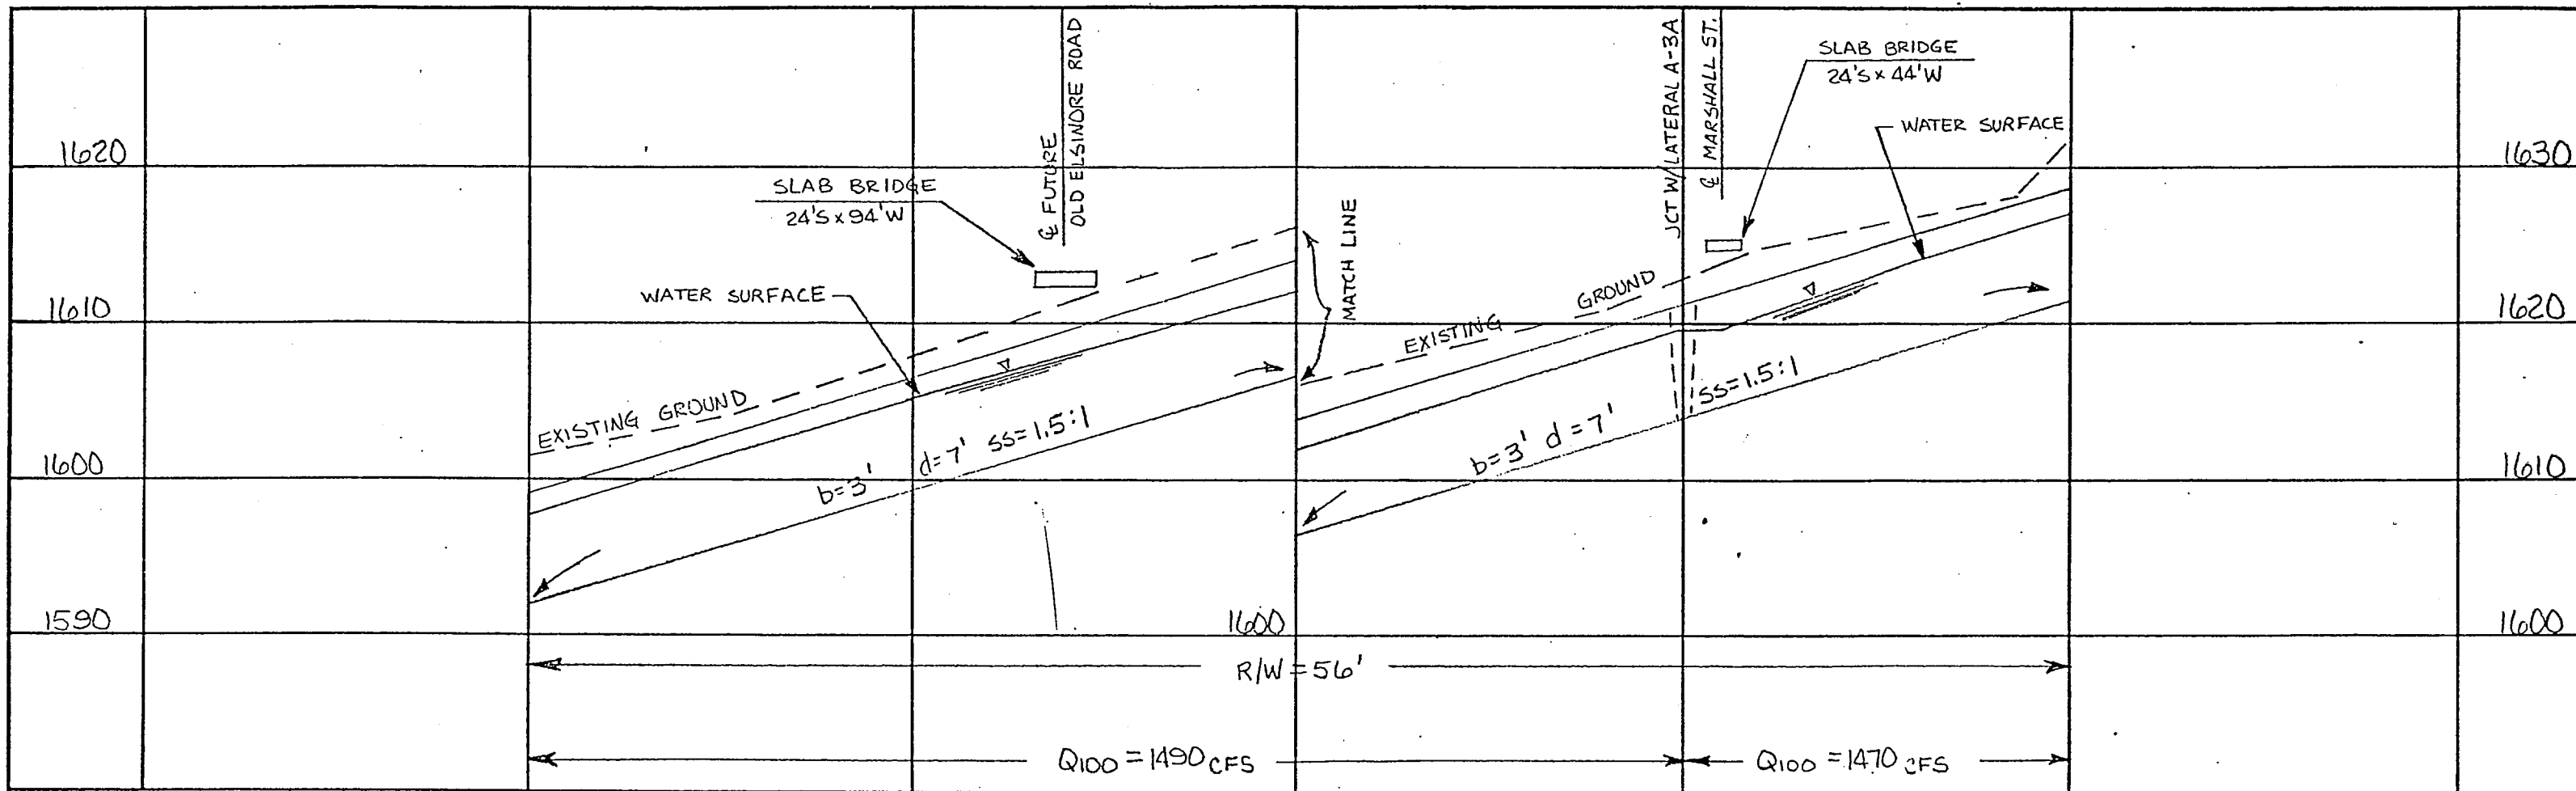 1620
1610
1600
1590
SLAB BRIDGE
24'S x 94'W
℄ FUTURE
OLD ELSINORE ROAD
WATER SURFACE
EXISTING GROUND
b=3' d=7' SS=1.5:1
MATCH LINE
1600
JCT W/LATERAL A-3A
℄ MARSHALL ST.
SLAB BRIDGE
24'S x 44'W
WATER SURFACE
EXISTING GROUND
b=3' d=7' SS=1.5:1
1630
1620
1610
1600
R/W = 56'
Q100 = 1490 CFS
Q100 = 1470 CFS